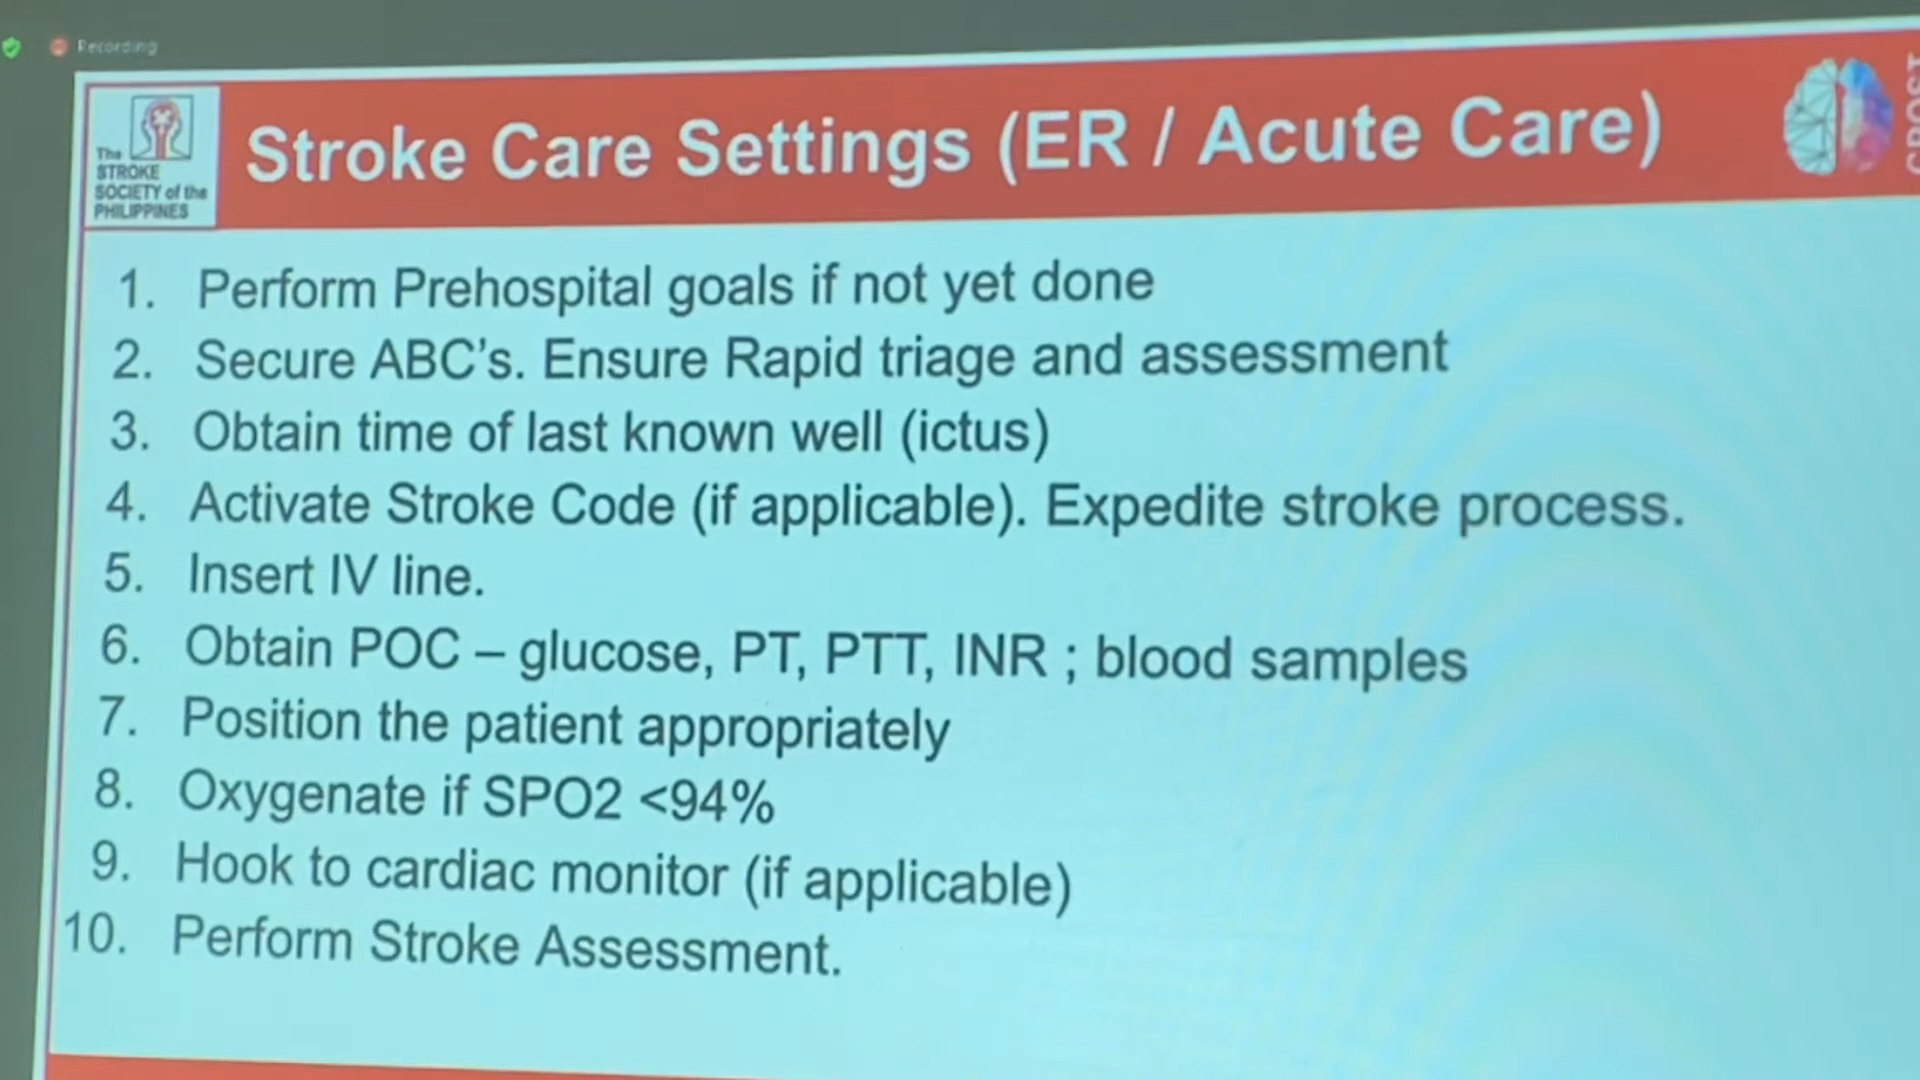 Recording
The
STROKE
SOCIETY of the
PHILIPPINES
Stroke Care Settings (ER / Acute Care)
1. Perform Prehospital goals if not yet done
2. Secure ABC’s. Ensure Rapid triage and assessment
3. Obtain time of last known well (ictus)
4. Activate Stroke Code (if applicable). Expedite stroke process.
5. Insert IV line.
6. Obtain POC – glucose, PT, PTT, INR ; blood samples
7. Position the patient appropriately
8. Oxygenate if SPO2 <94%
9. Hook to cardiac monitor (if applicable)
10. Perform Stroke Assessment.